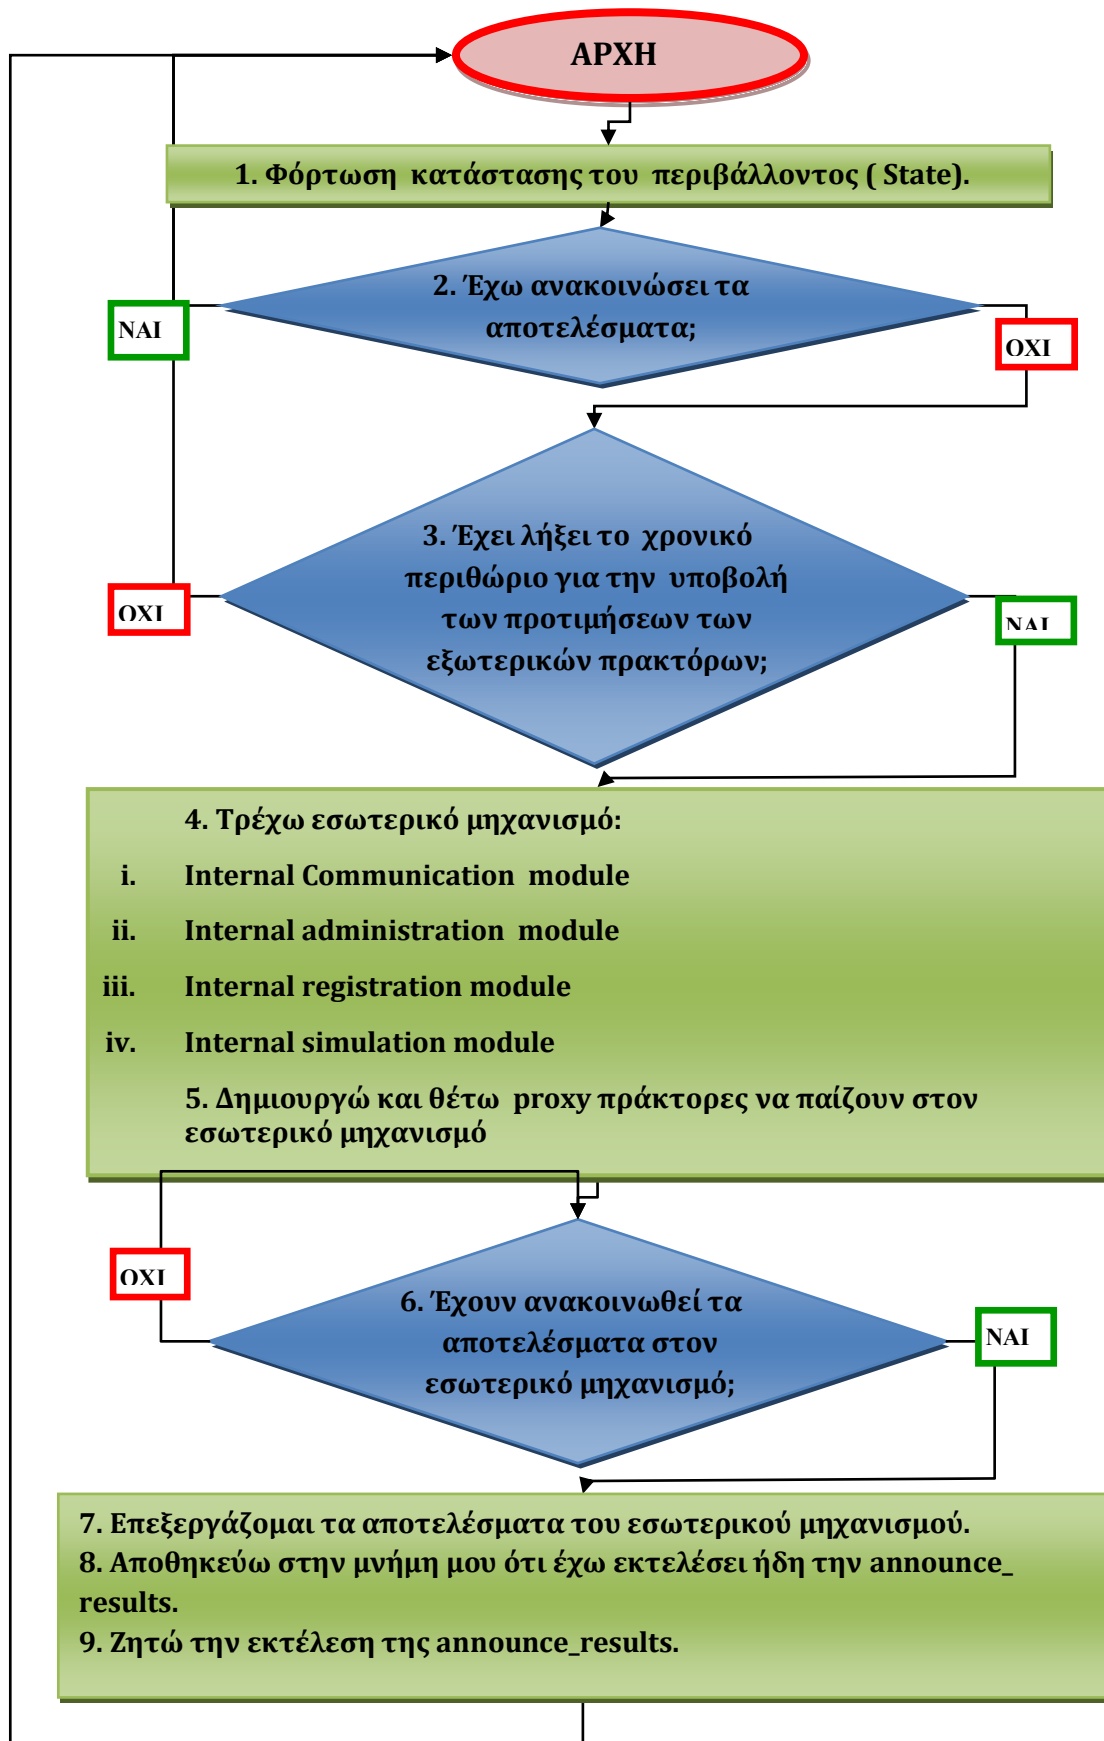 ΑΡΧΗ
1. Φόρτωση κατάστασης του περιβάλλοντος ( State).
2. Έχω ανακοινώσει τα
αποτελέσματα;
ΝΑΙ
ΟΧΙ
3. Έχει λήξει το χρονικό
περιθώριο για την υποβολή
των προτιμήσεων των
εξωτερικών πρακτόρων;
ΟΧΙ
ΝΑΙ
4. Τρέχω εσωτερικό μηχανισμό:
i. Internal Communication module
ii. Internal administration module
iii. Internal registration module
iv. Internal simulation module
5. Δημιουργώ και θέτω proxy πράκτορες να παίζουν στον
εσωτερικό μηχανισμό
ΟΧΙ
6. Έχουν ανακοινωθεί τα
αποτελέσματα στον
εσωτερικό μηχανισμό;
ΝΑΙ
7. Επεξεργάζομαι τα αποτελέσματα του εσωτερικού μηχανισμού.
8. Αποθηκεύω στην μνήμη μου ότι έχω εκτελέσει ήδη την announce_
results.
9. Ζητώ την εκτέλεση της announce_results.